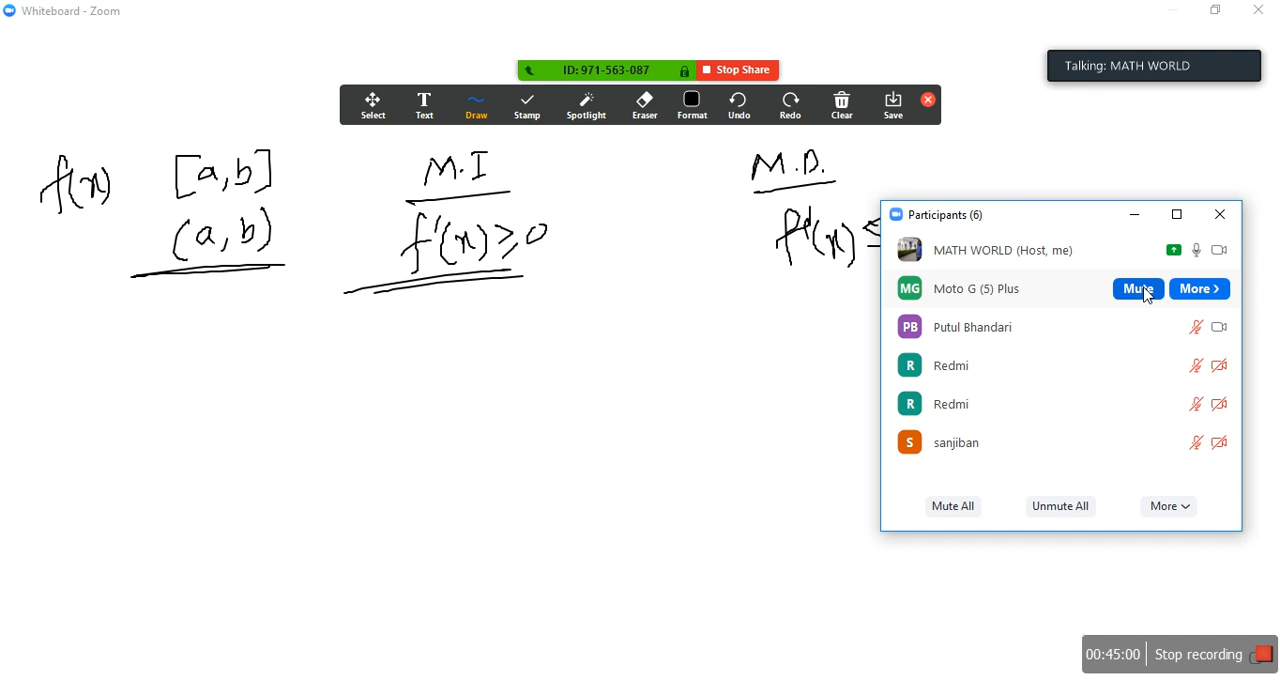 Whiteboard - Zoom
ID: 971-563-087
Stop Share
Talking: MATH WORLD
Select
Text
Draw
Stamp
Spotlight
Eraser
Format
Undo
Redo
Clear
Save
f(x) [a,b] M.I M.D.
(a,b) f'(x) ≥ 0 f'(x) ≤
Participants (6)
MATH WORLD (Host, me)
MG Moto G (5) Plus Mute More >
PB Putul Bhandari
R Redmi
R Redmi
S sanjiban
Mute All Unmute All More
00:45:00 Stop recording